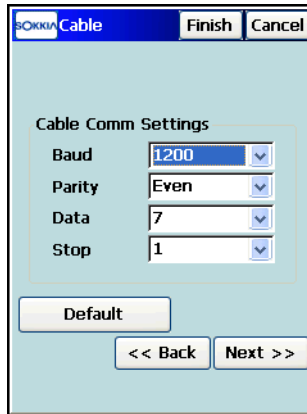 SOKKIA Cable Finish Cancel
Cable Comm Settings
Baud 1200
Parity Even
Data 7
Stop 1
Default
<< Back Next >>